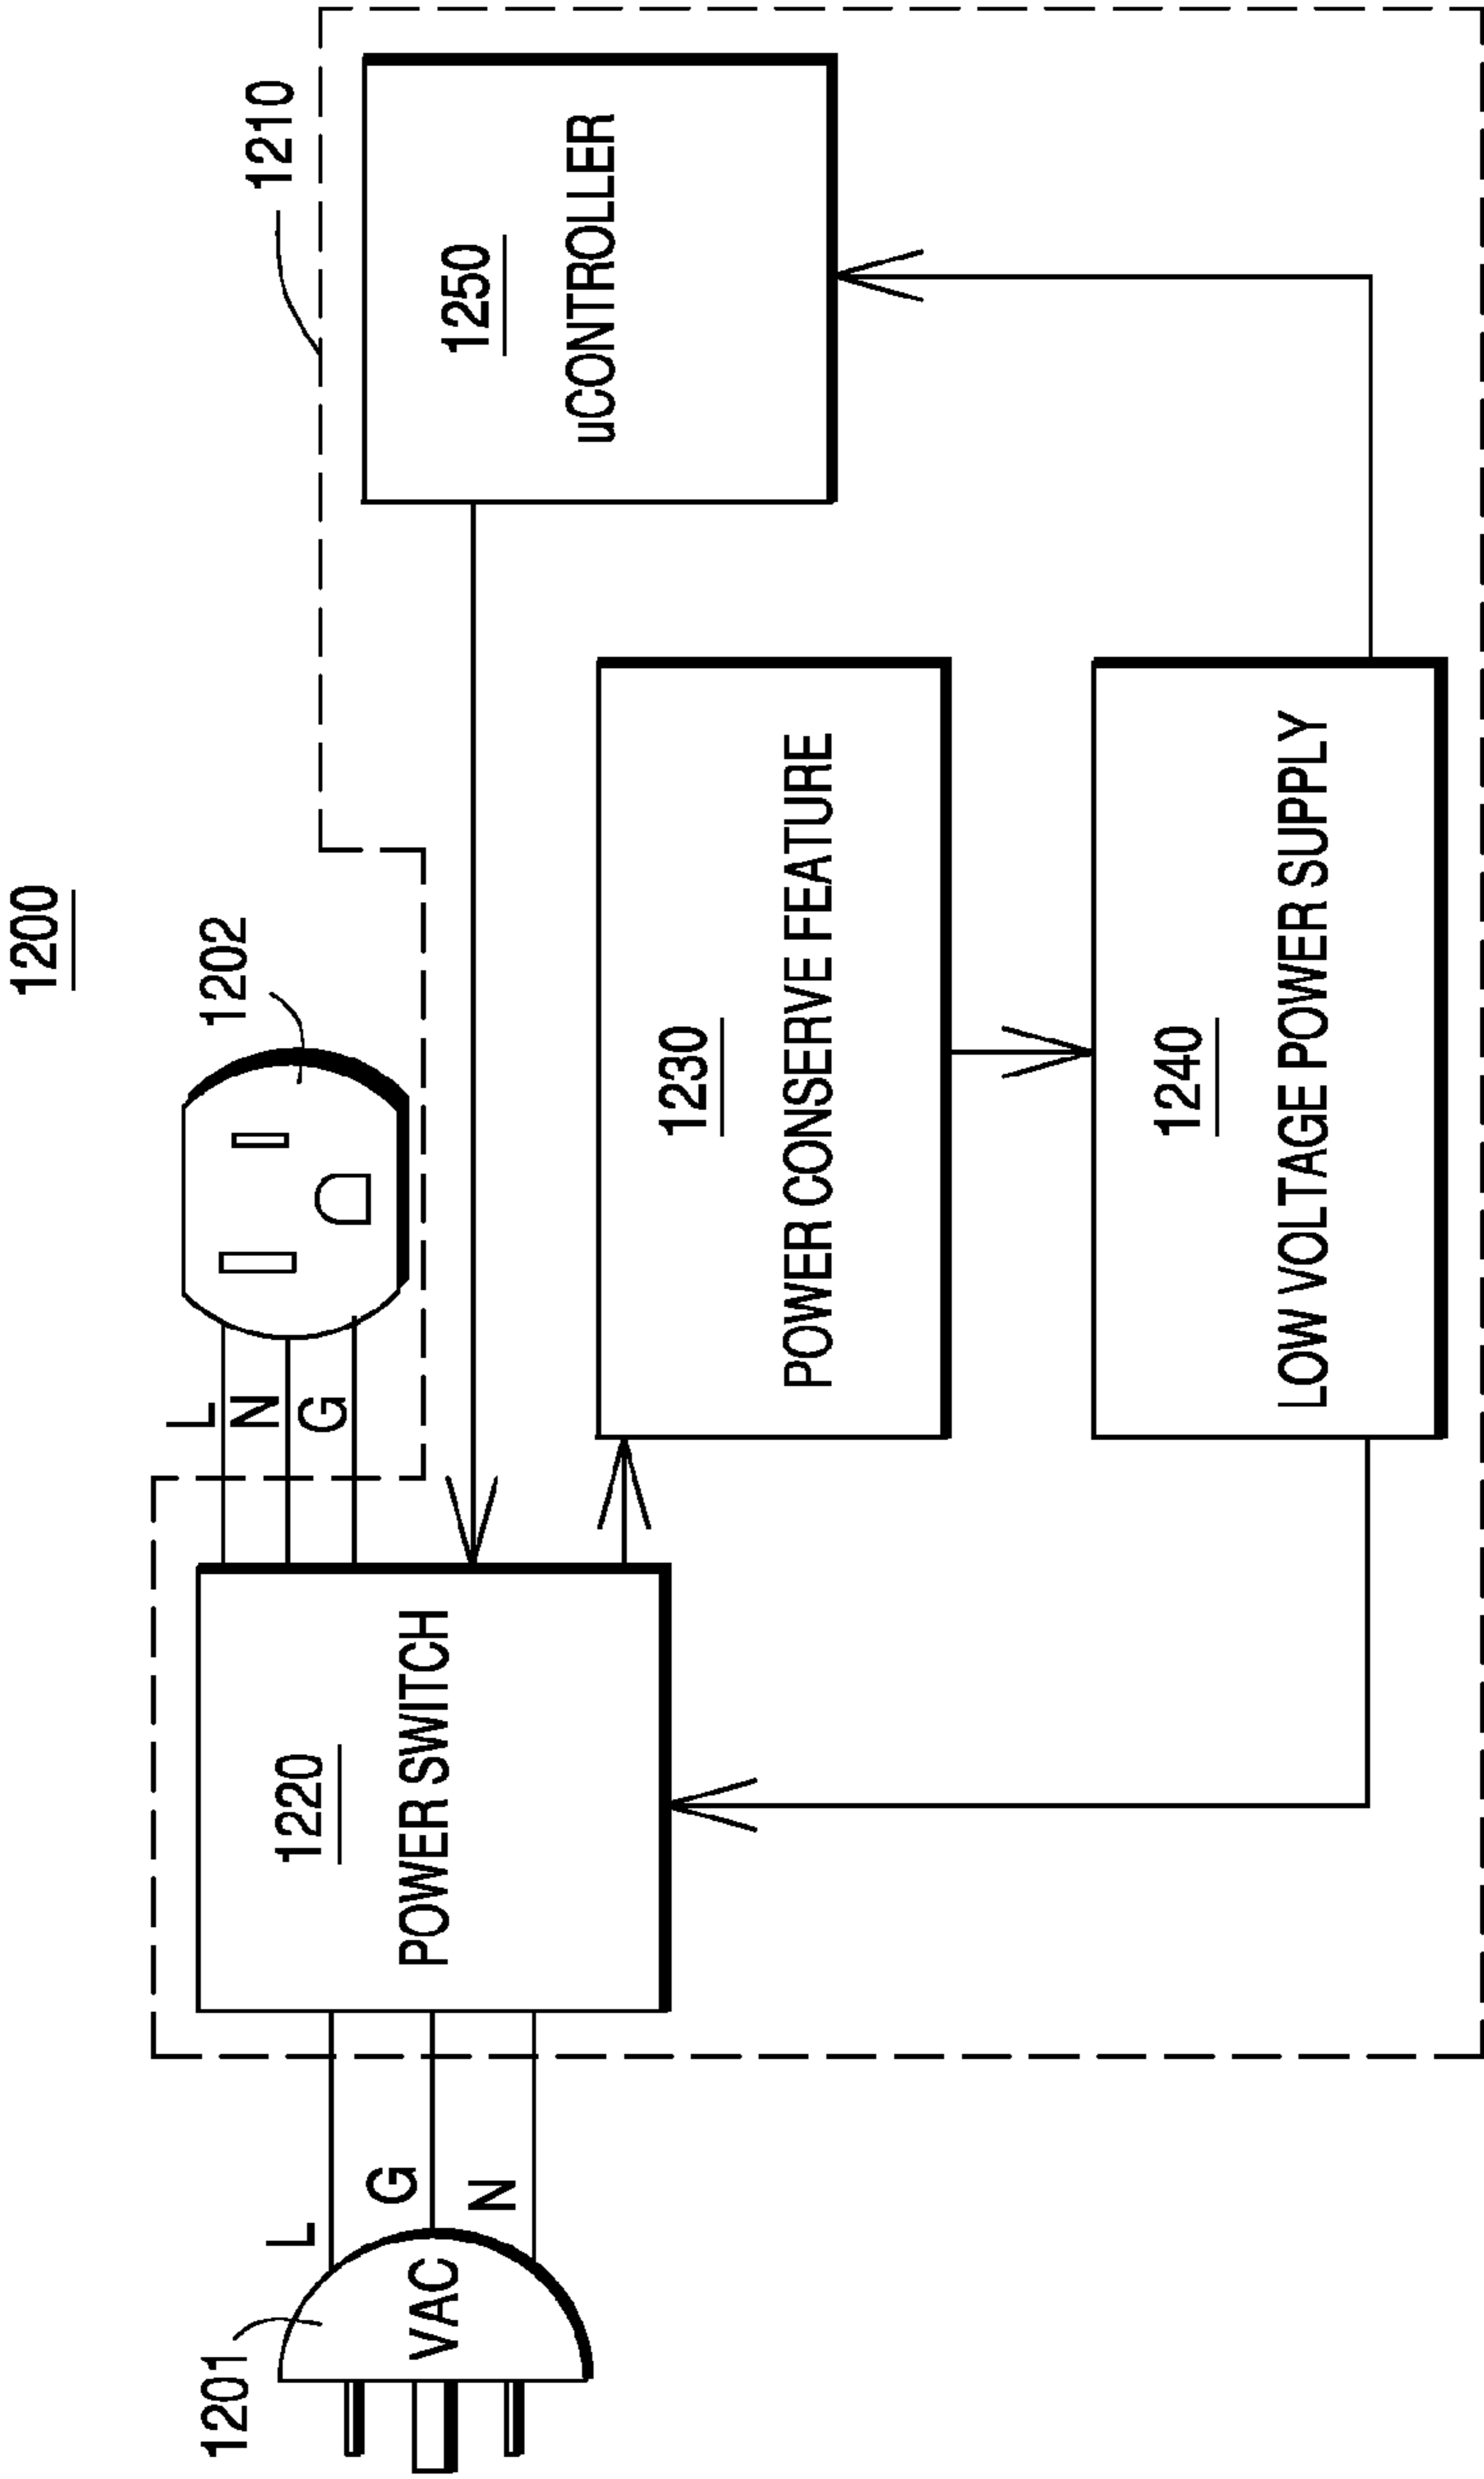 1200
1210
1202
1201
L
G
N
VAC
L
N
G
1220
POWER SWITCH
1250
uCONTROLLER
1230
POWER CONSERVE FEATURE
1240
LOW VOLTAGE POWER SUPPLY